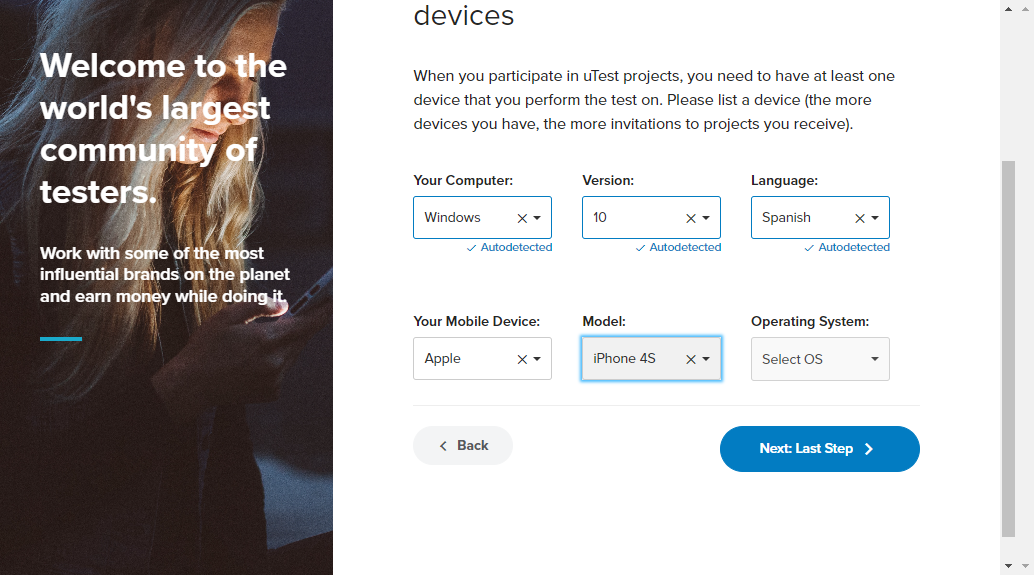 Welcome to the
world's largest
community of
testers.
Work with some of the most
influential brands on the planet
and earn money while doing it.
devices
When you participate in uTest projects, you need to have at least one
device that you perform the test on. Please list a device (the more
devices you have, the more invitations to projects you receive).
Your Computer: Version: Language:
Windows 10 Spanish
Autodetected Autodetected Autodetected
Your Mobile Device: Model: Operating System:
Apple iPhone 4S Select OS
Back Next: Last Step